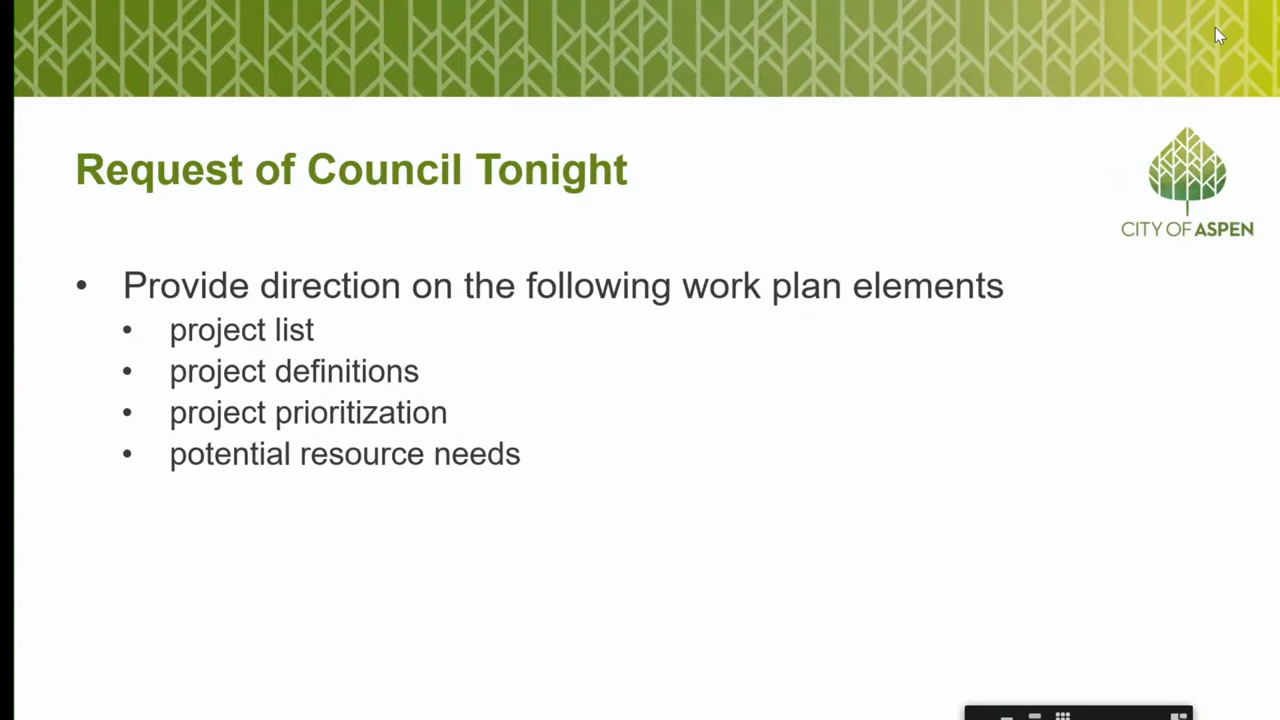 Request of Council Tonight
CITY OF ASPEN
• Provide direction on the following work plan elements
• project list
• project definitions
• project prioritization
• potential resource needs